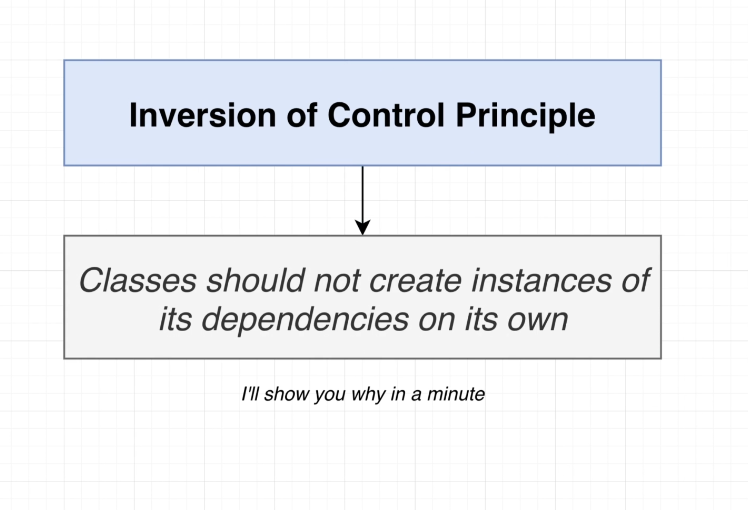 Inversion of Control Principle
Classes should not create instances of
its dependencies on its own
I'll show you why in a minute